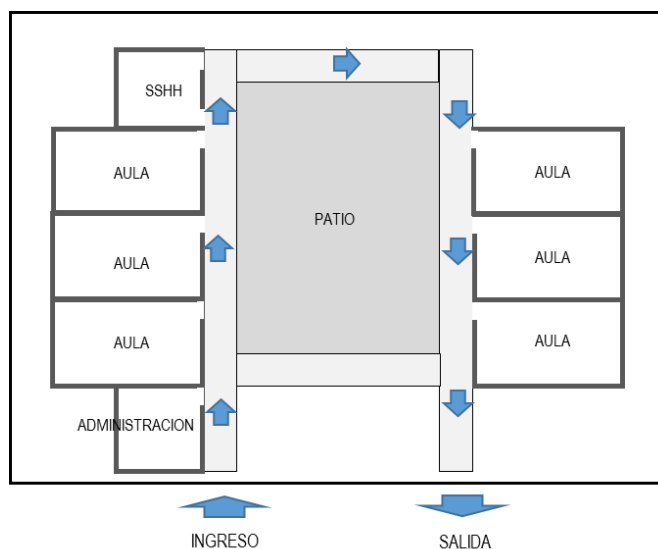 SSHH
AULA
AULA
PATIO
AULA
AULA
AULA
AULA
ADMINISTRACION
INGRESO
SALIDA